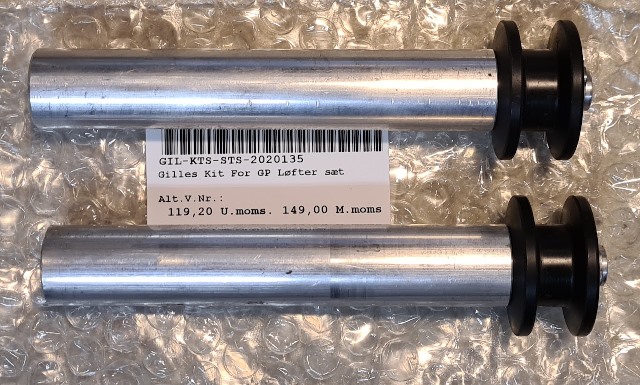 GIL-KTS-STS-2020135
Gilles Kit For GP Løfter sæt
Alt.V.Nr.:
119,20 U.moms. 149,00 M.moms